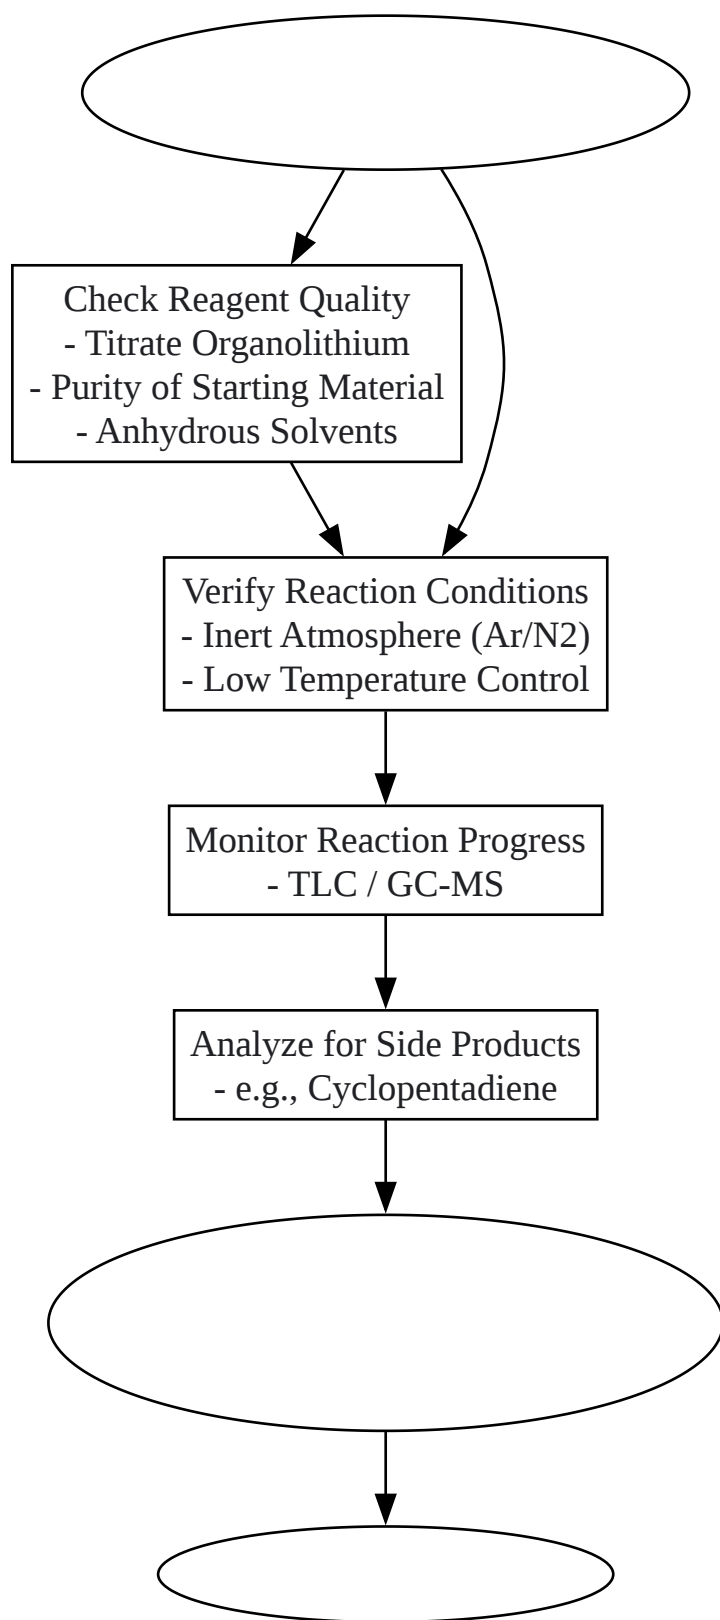 Check Reagent Quality
- Titrate Organolithium
- Purity of Starting Material
- Anhydrous Solvents
Verify Reaction Conditions
- Inert Atmosphere (Ar/N2)
- Low Temperature Control
Monitor Reaction Progress
- TLC / GC-MS
Analyze for Side Products
- e.g., Cyclopentadiene